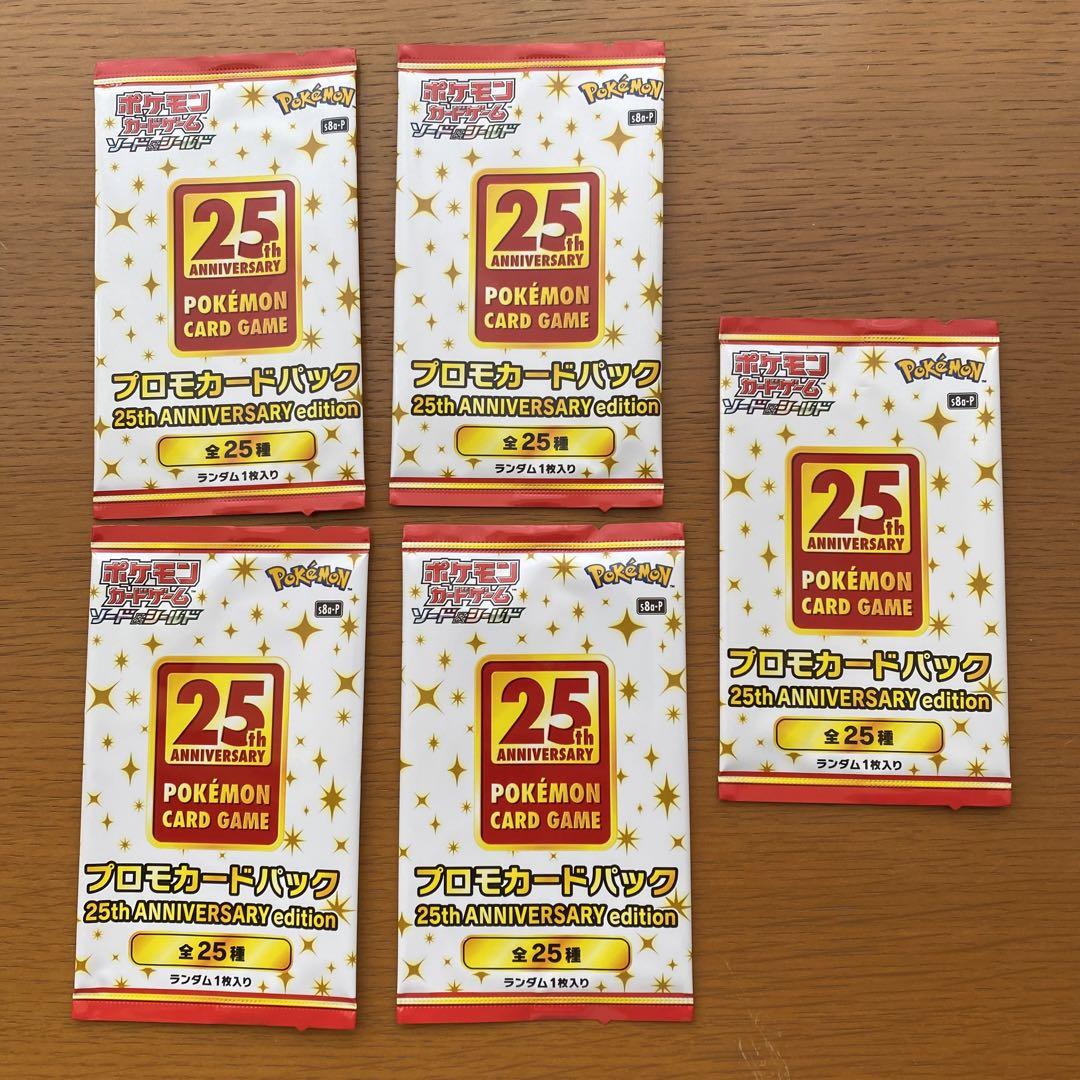 ポケモン
カードゲーム
ソード&シールド
Pokémon
s8a-P
25th
ANNIVERSARY
POKÉMON
CARD GAME
プロモカードパック
25th ANNIVERSARY edition
全25種
ランダム1枚入り
ポケモン
カードゲーム
ソード&シールド
Pokémon
s8a-P
25th
ANNIVERSARY
POKÉMON
CARD GAME
プロモカードパック
25th ANNIVERSARY edition
全25種
ランダム1枚入り
ポケモン
カードゲーム
ソード&シールド
Pokémon
s8a-P
25th
ANNIVERSARY
POKÉMON
CARD GAME
プロモカードパック
25th ANNIVERSARY edition
全25種
ランダム1枚入り
ポケモン
カードゲーム
ソード&シールド
Pokémon
s8a-P
25th
ANNIVERSARY
POKÉMON
CARD GAME
プロモカードパック
25th ANNIVERSARY edition
全25種
ランダム1枚入り
ポケモン
カードゲーム
ソード&シールド
Pokémon
s8a-P
25th
ANNIVERSARY
POKÉMON
CARD GAME
プロモカードパック
25th ANNIVERSARY edition
全25種
ランダム1枚入り